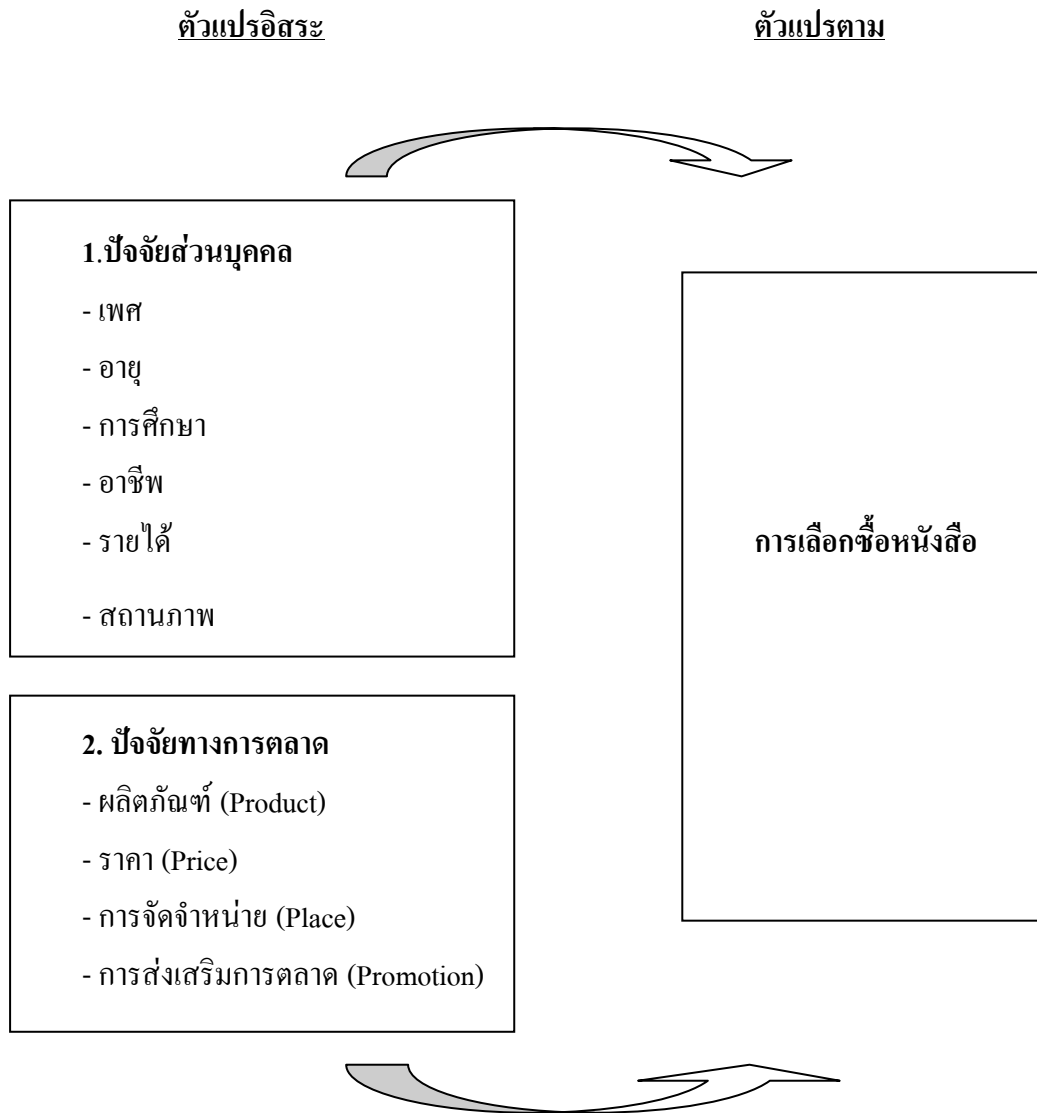 ตัวแปรอิสระ ตัวแปรตาม
1.ปัจจัยส่วนบุคคล
- เพศ
- อายุ
- การศึกษา
- อาชีพ
- รายได้
- สถานภาพ
การเลือกซื้อหนังสือ
2. ปัจจัยทางการตลาด
- ผลิตภัณฑ์ (Product)
- ราคา (Price)
- การจัดจำหน่าย (Place)
- การส่งเสริมการตลาด (Promotion)